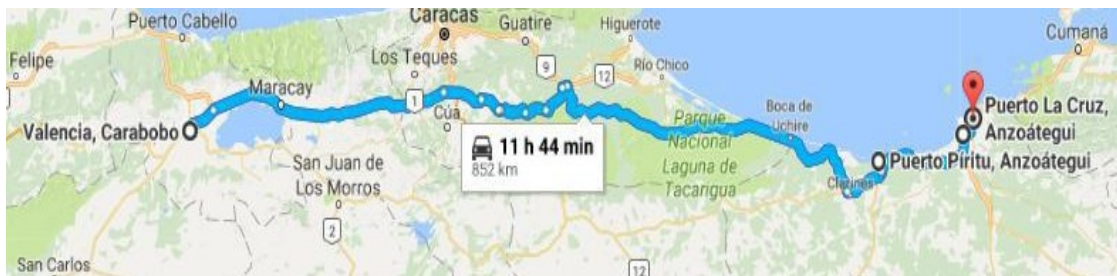 Puerto Cabello
Caracas
Guatire
Higuerote
Cumaná
Felipe
Los Teques
9
12
Río Chico
Maracay
1
Cúa
Valencia, Carabobo
11 h 44 min
852 km
Parque
Nacional
Laguna de
Tacarigua
Boca de
Uchire
Puerto La Cruz,
Anzoátegui
San Juan de
Los Morros
Clarines
Puerto Píritu, Anzoátegui
2
San Carlos
12